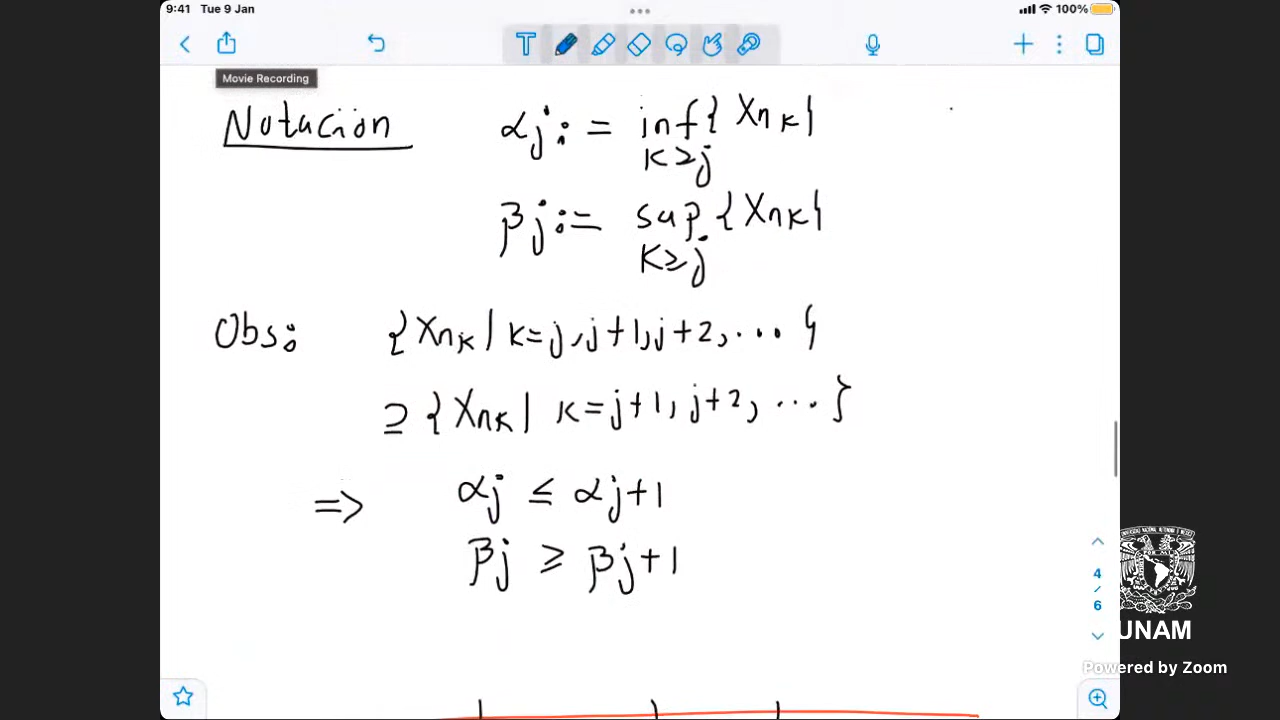 9:41 Tue 9 Jan 100%
Movie Recording
Notación αj := inf{ Xnk}
k≥j
βj := sup {Xnk}
k≥j
Obs: {Xnk | k=j, j+1, j+2, ... }
⊇ {Xnk | k=j+1, j+2, ... }
=> αj ≤ αj+1
βj ≥ βj+1
4
6
UNAM
Powered by Zoom